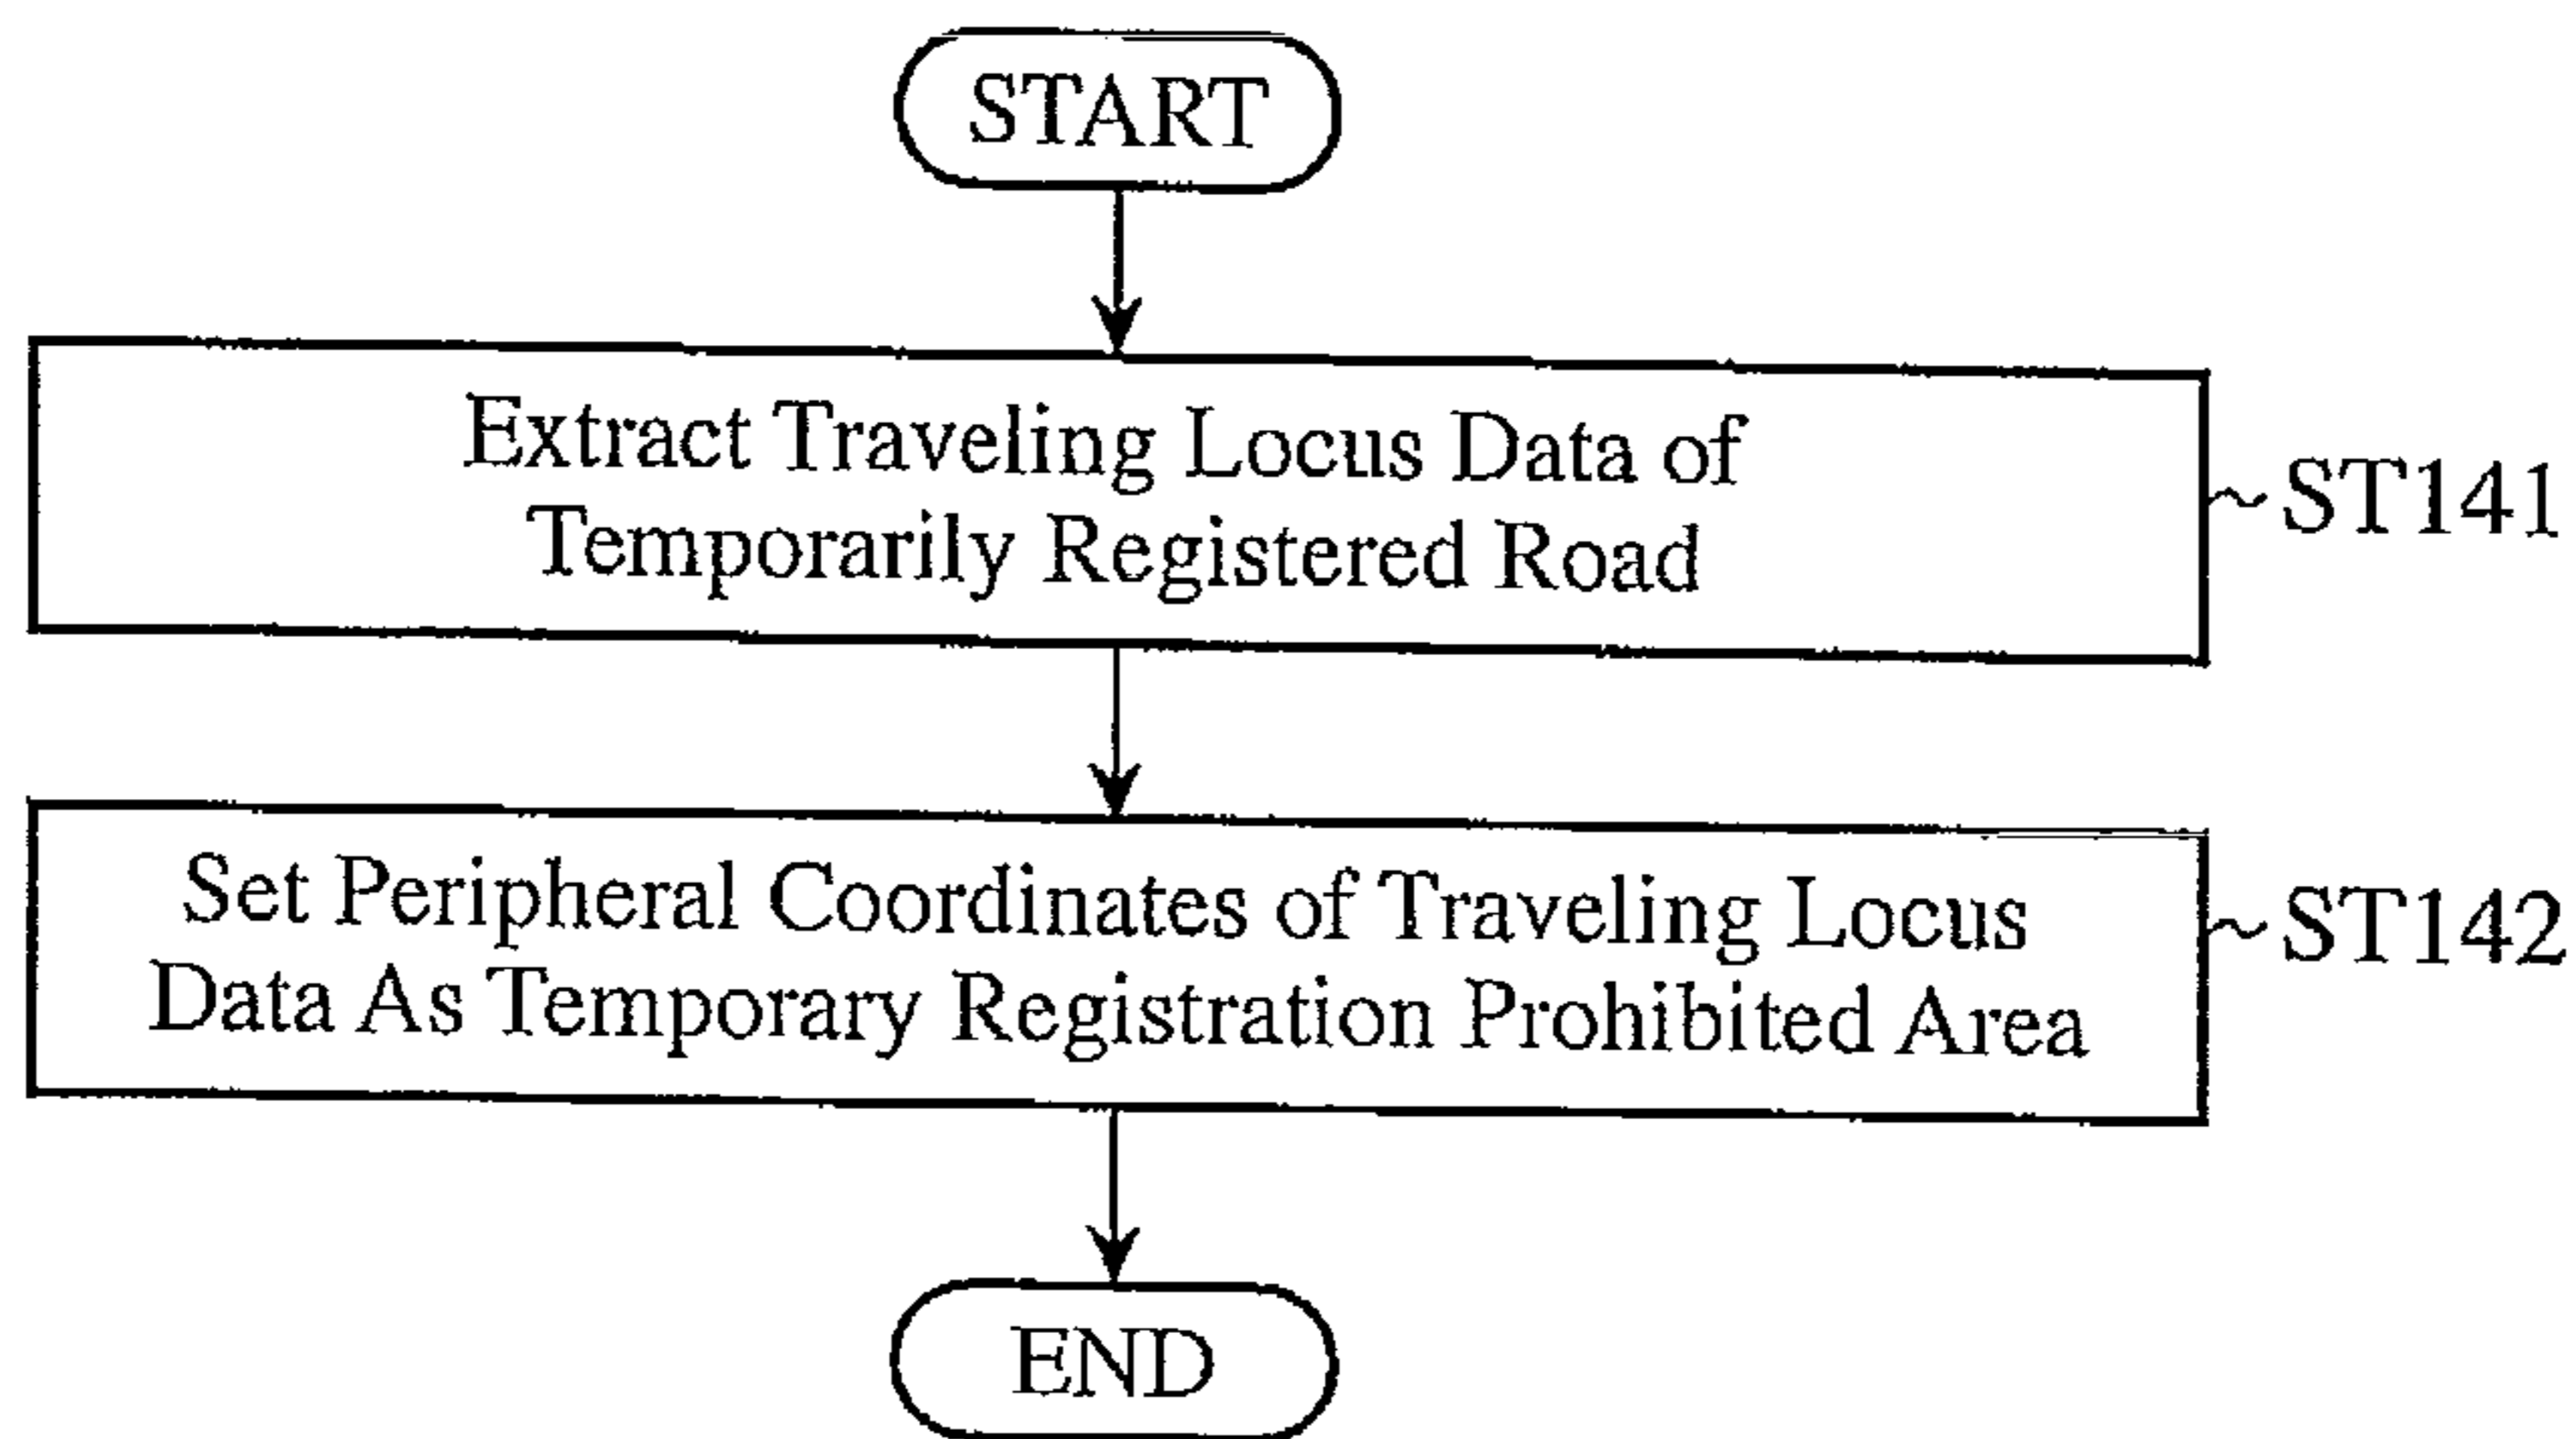 START
Extract Traveling Locus Data of
Temporarily Registered Road
ST141
Set Peripheral Coordinates of Traveling Locus
Data As Temporary Registration Prohibited Area
ST142
END